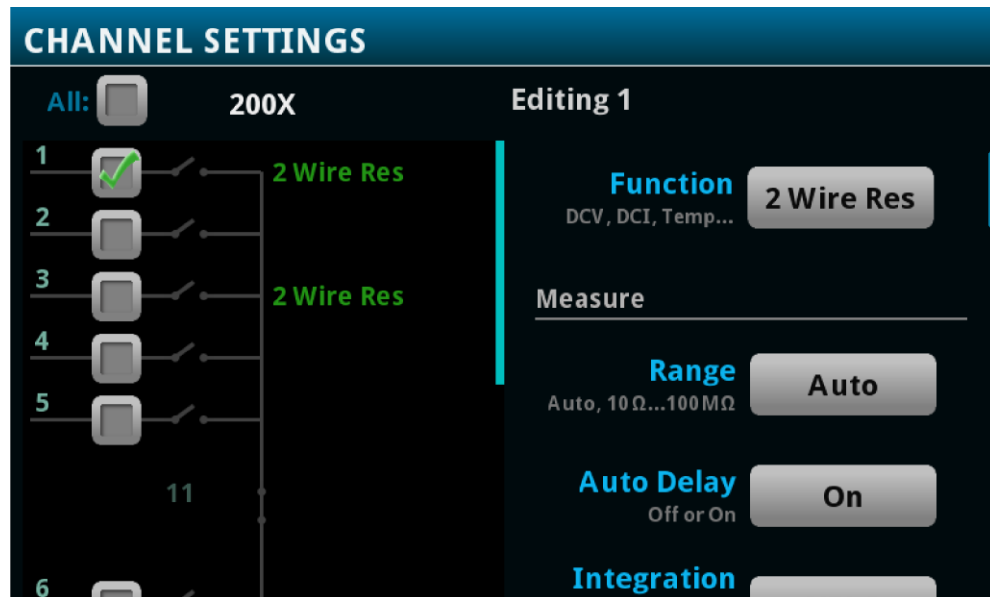 CHANNEL SETTINGS
All: 200X
Editing 1
1 2 Wire Res
2
3 2 Wire Res
4
5
11
6
Function 2 Wire Res
DCV, DCI, Temp...
Measure
Range Auto
Auto, 10Ω...100MΩ
Auto Delay On
Off or On
Integration